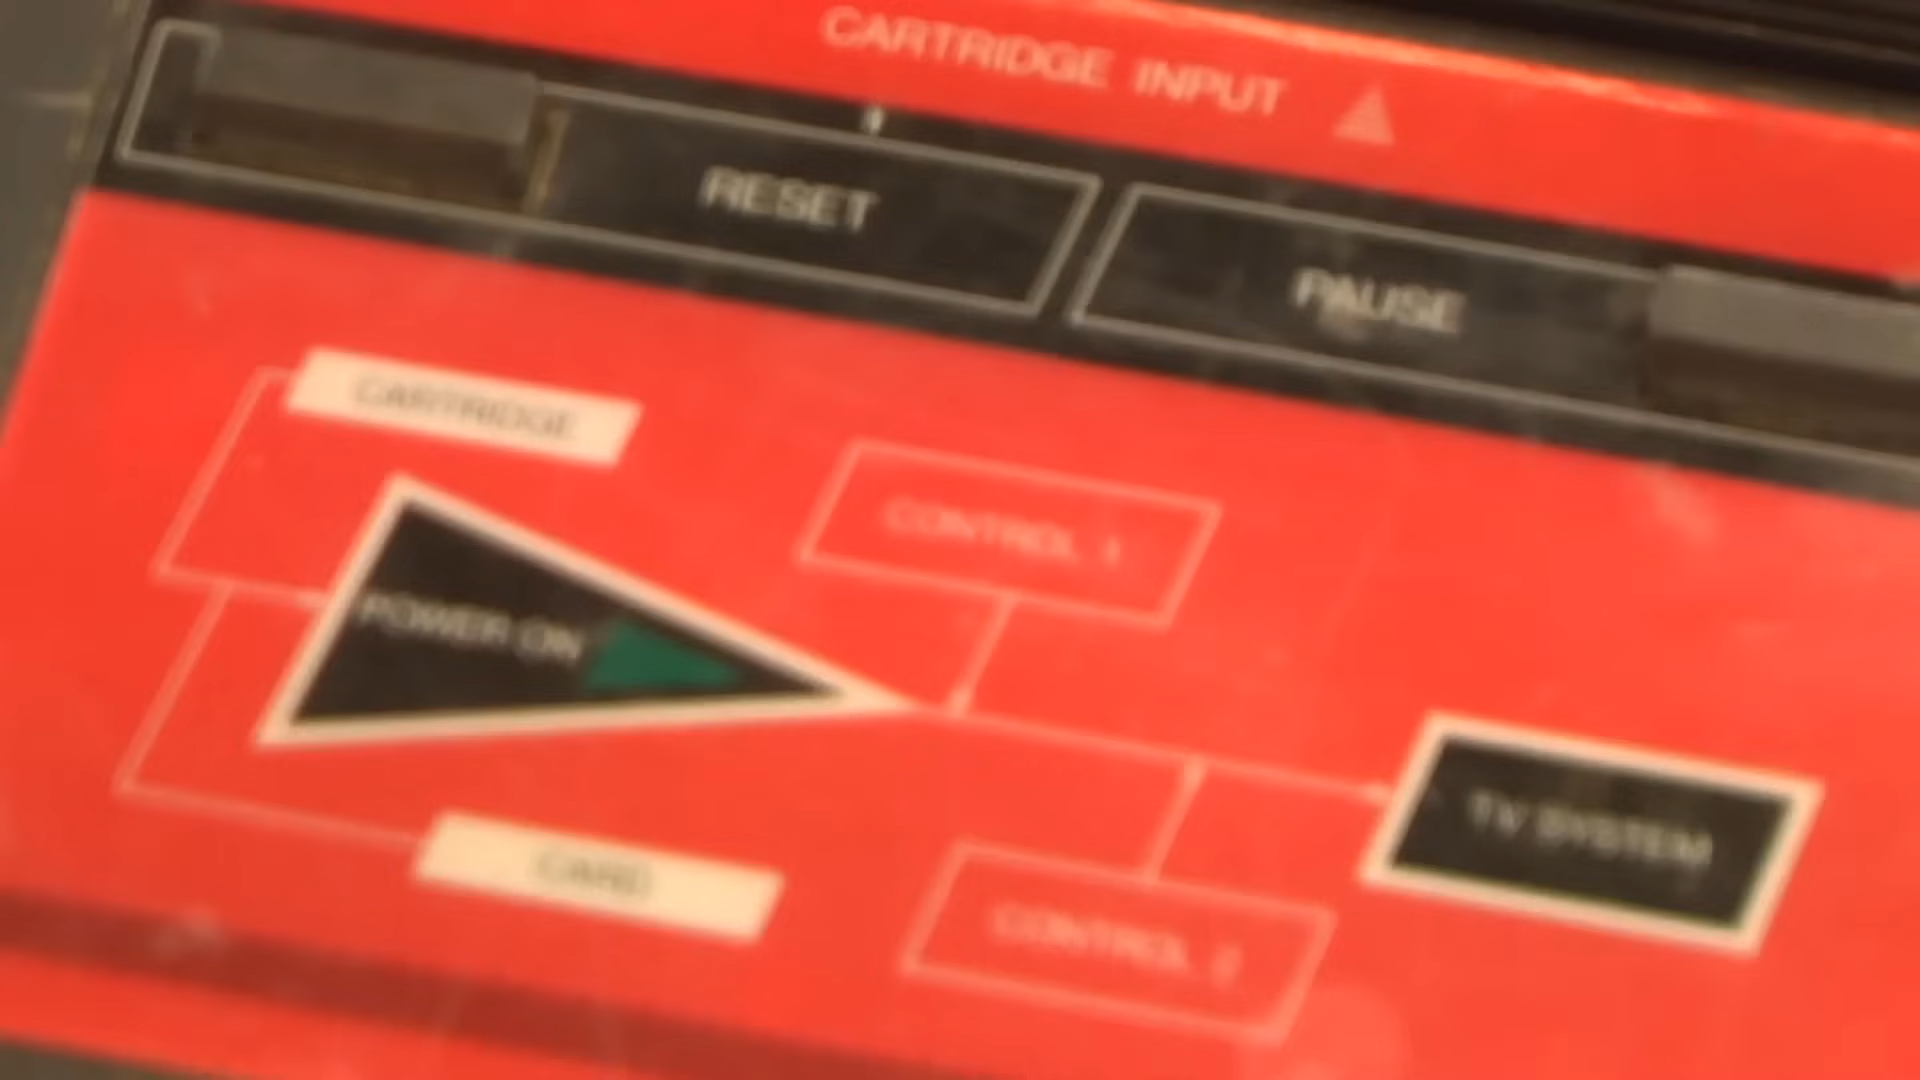 CARTRIDGE INPUT
RESET
PAUSE
CARTRIDGE
CONTROL 1
POWER ON
TV SYSTEM
CARD
CONTROL 2